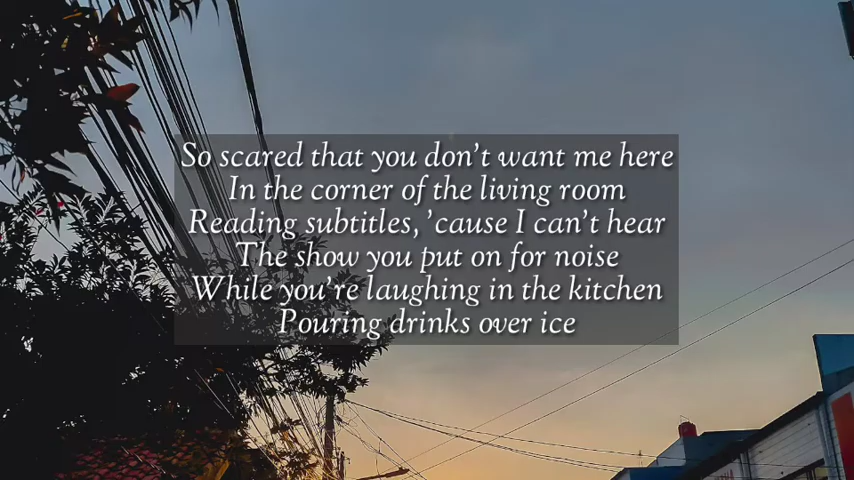 So scared that you don't want me here
In the corner of the living room
Reading subtitles, 'cause I can't hear
The show you put on for noise
While you're laughing in the kitchen
Pouring drinks over ice